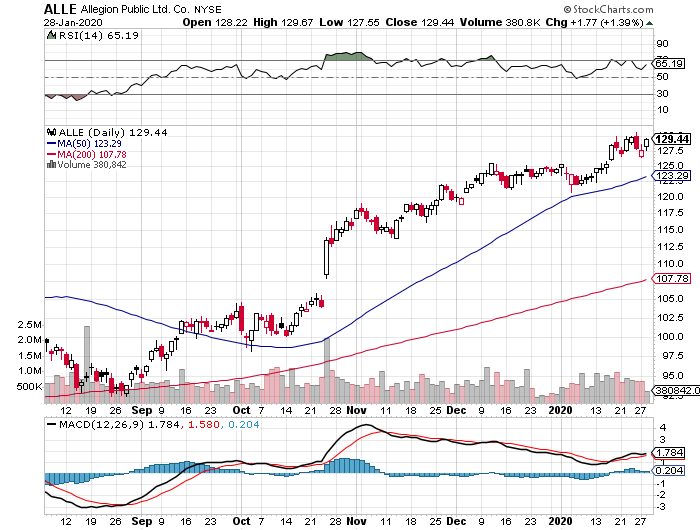 ALLE Allegion Public Ltd. Co. NYSE © StockCharts.com
28-Jan-2020 Open 128.22 High 129.67 Low 127.55 Close 129.44 Volume 380.8K Chg +1.77 (+1.39%)
RSI(14) 65.19
90
70
65.19
50
30
10
ALLE (Daily) 129.44
MA(50) 123.29
MA(200) 107.78
Volume 380,842
129.44
127.5
123.29
120.0
117.5
115.0
112.5
110.0
107.78
105.0
102.5
100.0
97.5
95.0
380842.0
2.5M
2.0M
1.5M
1.0M
500K
12 19 26 Sep 9 16 23 Oct 7 14 21 28 Nov 11 18 25 Dec 9 16 23 2020 13 21 27
MACD(12,26,9) 1.784, 1.580, 0.204
4
3
1.784
0.204
-1
-2
-3
12 19 26 Sep 9 16 23 Oct 7 14 21 28 Nov 11 18 25 Dec 9 16 23 2020 13 21 27